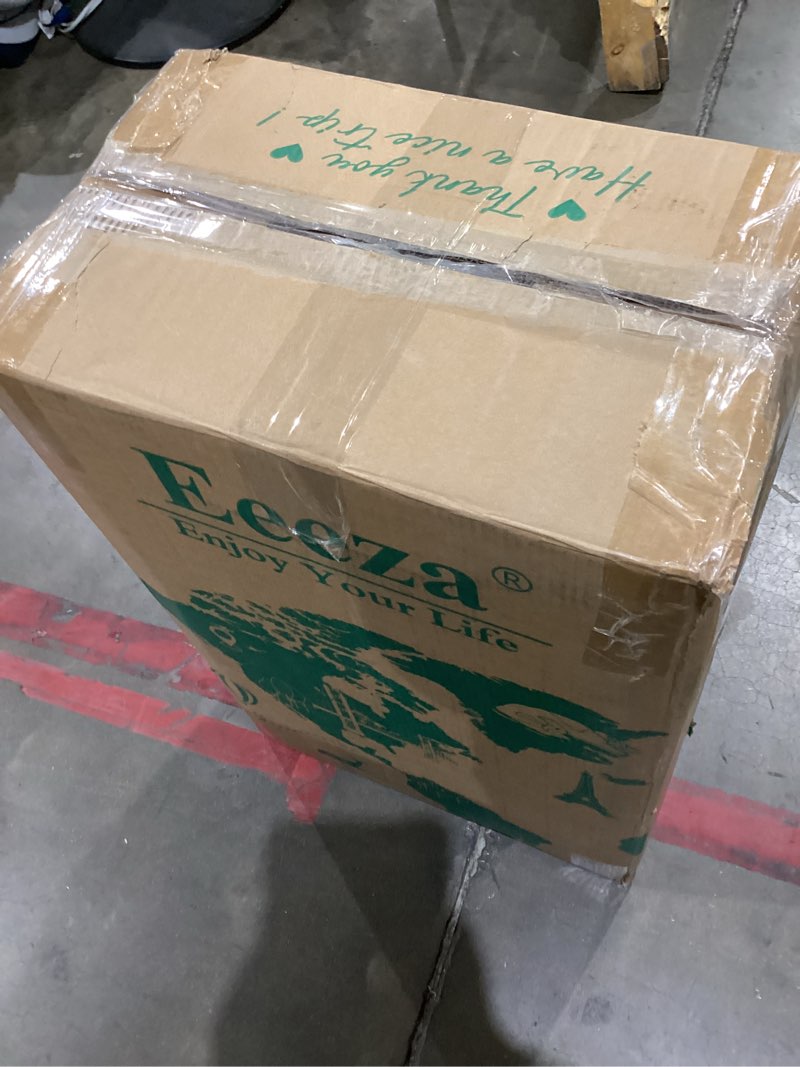 ♥ Thank you ♥
Have a nice trip!
Eeeza®
Enjoy Your Life